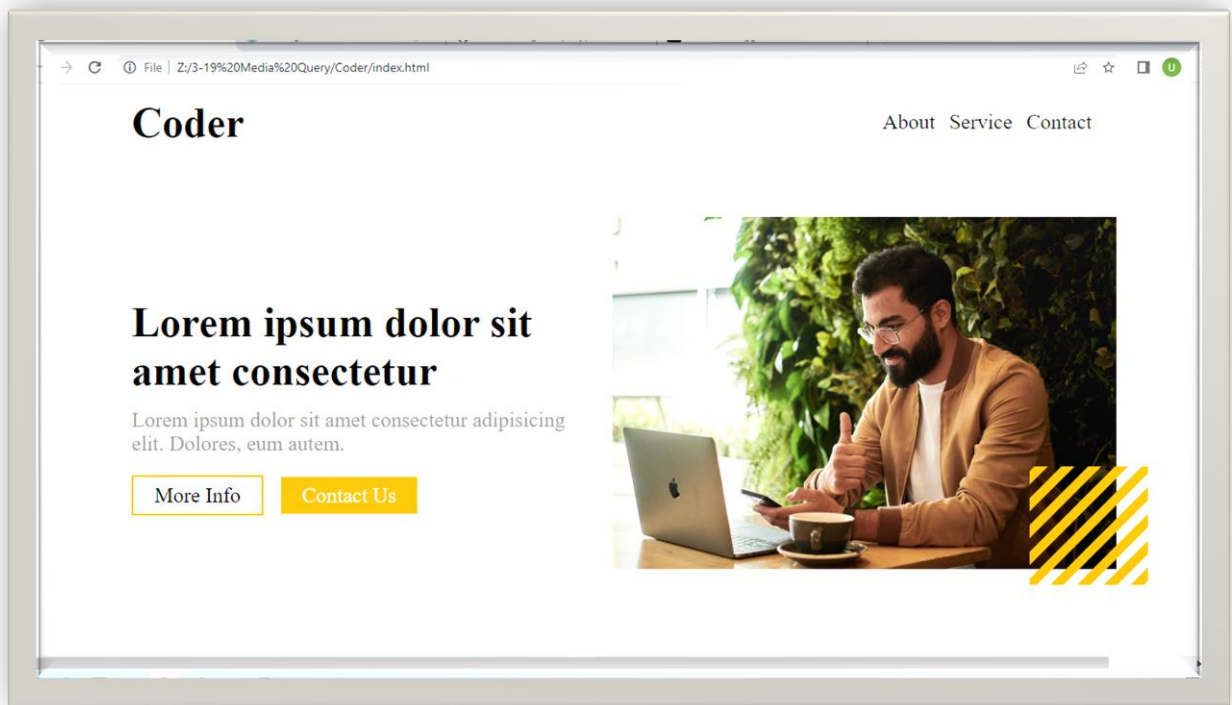 File | Z:/3-19%20Media%20Query/Coder/index.html
U
Coder
About Service Contact
Lorem ipsum dolor sit
amet consectetur
Lorem ipsum dolor sit amet consectetur adipisicing
elit. Dolores, eum autem.
More Info Contact Us